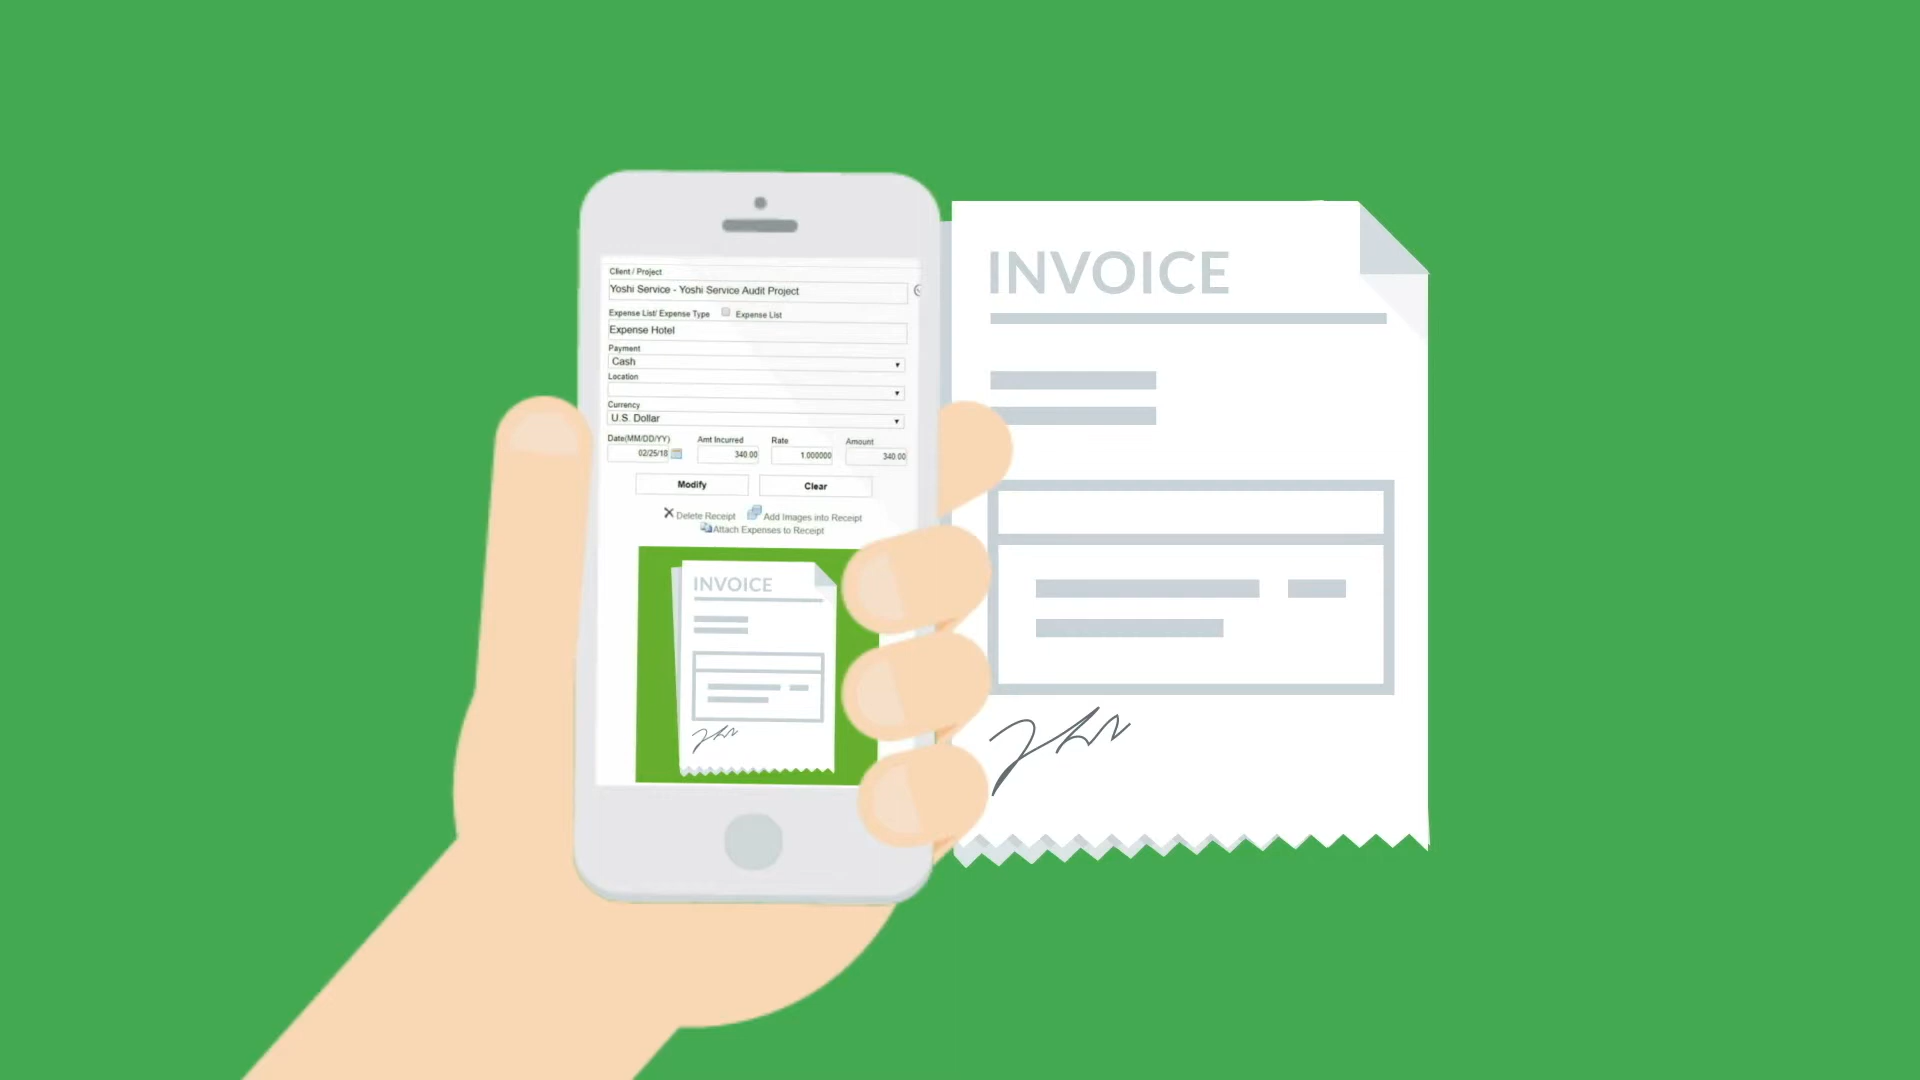 Client / Project
Yoshi Service - Yoshi Service Audit Project
Expense List/ Expense Type Expense List
Expense Hotel
Payment
Cash
Location
Currency
U.S. Dollar
Date(MM/DD/YY) Amt Incurred Rate Amount
02/25/18 340.00 1.000000 340.00
Modify Clear
Delete Receipt Add Images into Receipt
Attach Expenses to Receipt
INVOICE
INVOICE